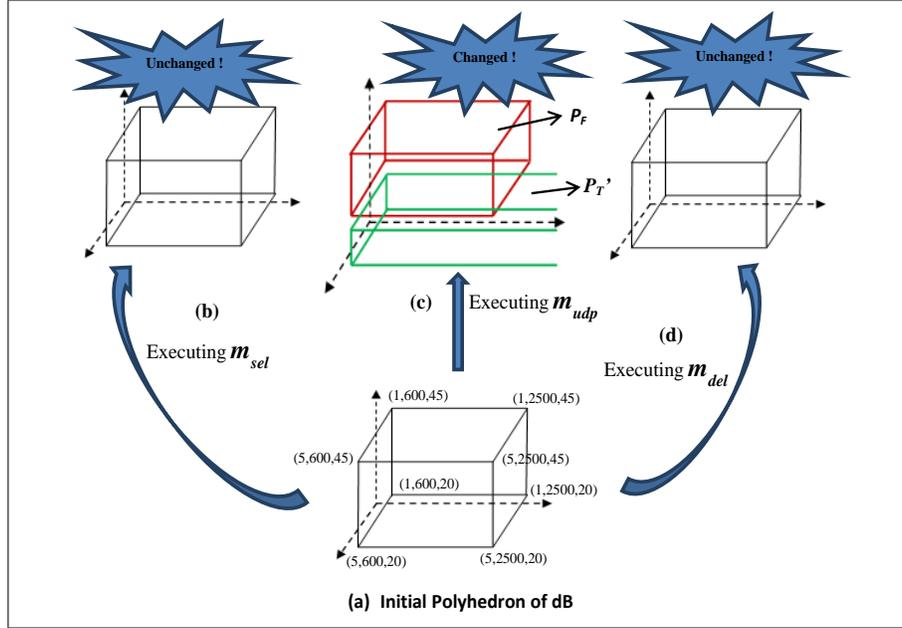 Unchanged !
Changed !
Unchanged !
P_F
P_T'
(b)
Executing m_sel
(c)
Executing m_udp
(d)
Executing m_del
(1,600,45)
(1,2500,45)
(5,600,45)
(5,2500,45)
(1,600,20)
(1,2500,20)
(5,600,20)
(5,2500,20)
(a) Initial Polyhedron of dB